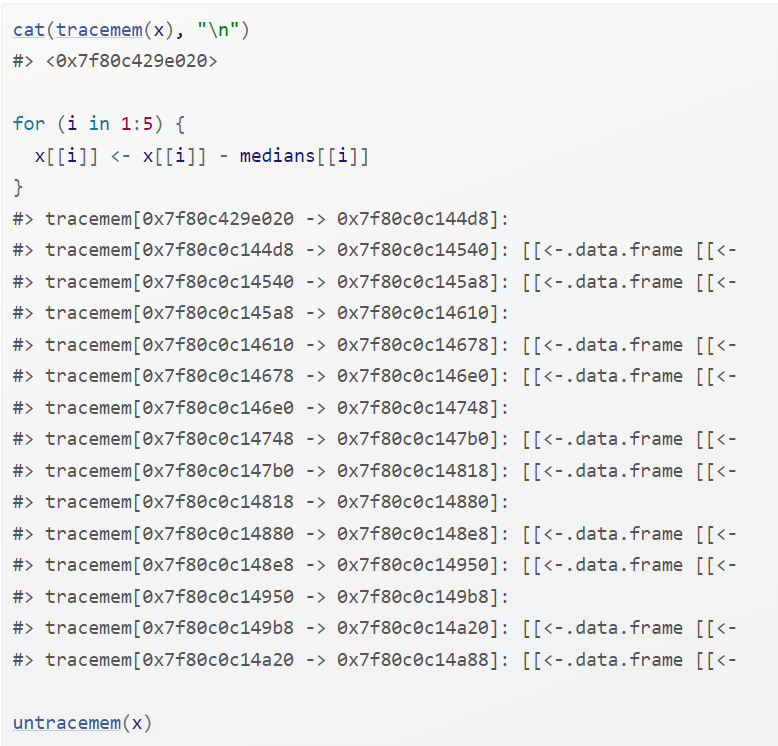 cat(tracemem(x), "\n")
#> <0x7f80c429e020>
for (i in 1:5) {
  x[[i]] <- x[[i]] - medians[[i]]
}
#> tracemem[0x7f80c429e020 -> 0x7f80c0c144d8]:
#> tracemem[0x7f80c0c144d8 -> 0x7f80c0c14540]: [[<-.data.frame [[<-
#> tracemem[0x7f80c0c14540 -> 0x7f80c0c145a8]: [[<-.data.frame [[<-
#> tracemem[0x7f80c0c145a8 -> 0x7f80c0c14610]:
#> tracemem[0x7f80c0c14610 -> 0x7f80c0c14678]: [[<-.data.frame [[<-
#> tracemem[0x7f80c0c14678 -> 0x7f80c0c146e0]: [[<-.data.frame [[<-
#> tracemem[0x7f80c0c146e0 -> 0x7f80c0c14748]:
#> tracemem[0x7f80c0c14748 -> 0x7f80c0c147b0]: [[<-.data.frame [[<-
#> tracemem[0x7f80c0c147b0 -> 0x7f80c0c14818]: [[<-.data.frame [[<-
#> tracemem[0x7f80c0c14818 -> 0x7f80c0c14880]:
#> tracemem[0x7f80c0c14880 -> 0x7f80c0c148e8]: [[<-.data.frame [[<-
#> tracemem[0x7f80c0c148e8 -> 0x7f80c0c14950]: [[<-.data.frame [[<-
#> tracemem[0x7f80c0c14950 -> 0x7f80c0c149b8]:
#> tracemem[0x7f80c0c149b8 -> 0x7f80c0c14a20]: [[<-.data.frame [[<-
#> tracemem[0x7f80c0c14a20 -> 0x7f80c0c14a88]: [[<-.data.frame [[<-
untracemem(x)